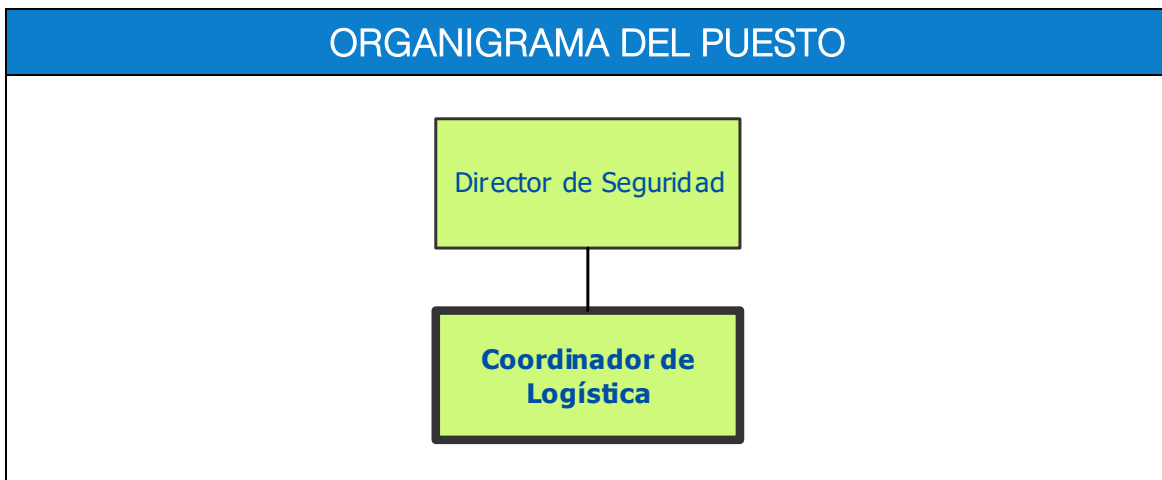 ORGANIGRAMA DEL PUESTO
Director de Seguridad
Coordinador de
Logística